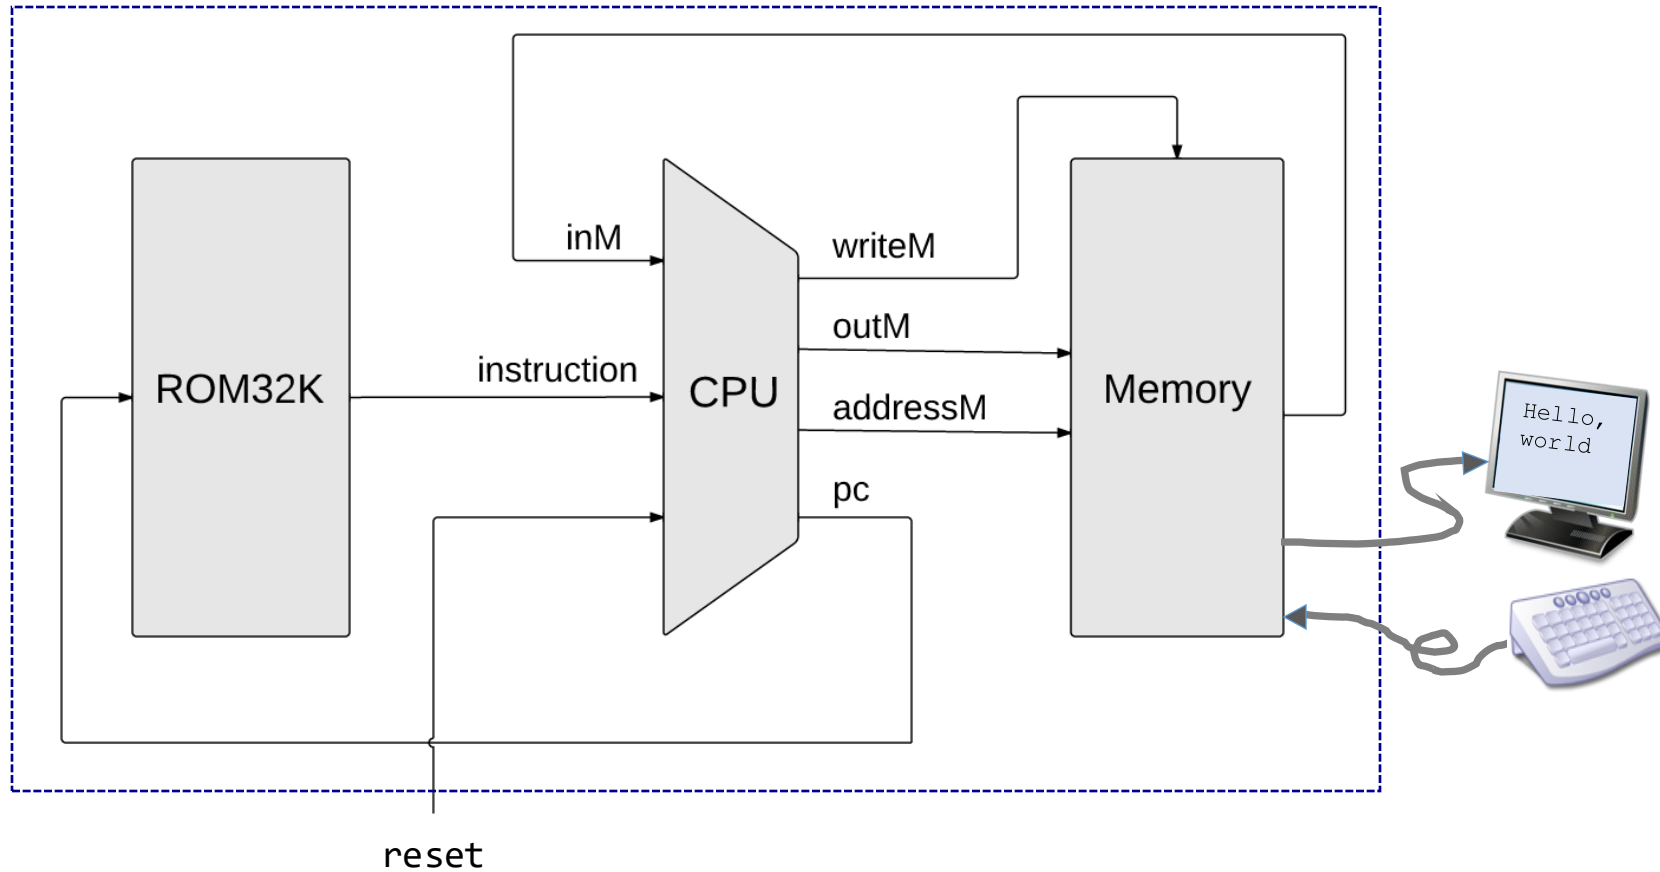 inM
writeM
outM
instruction
ROM32K
CPU
addressM
Memory
pc
Hello,
world
reset